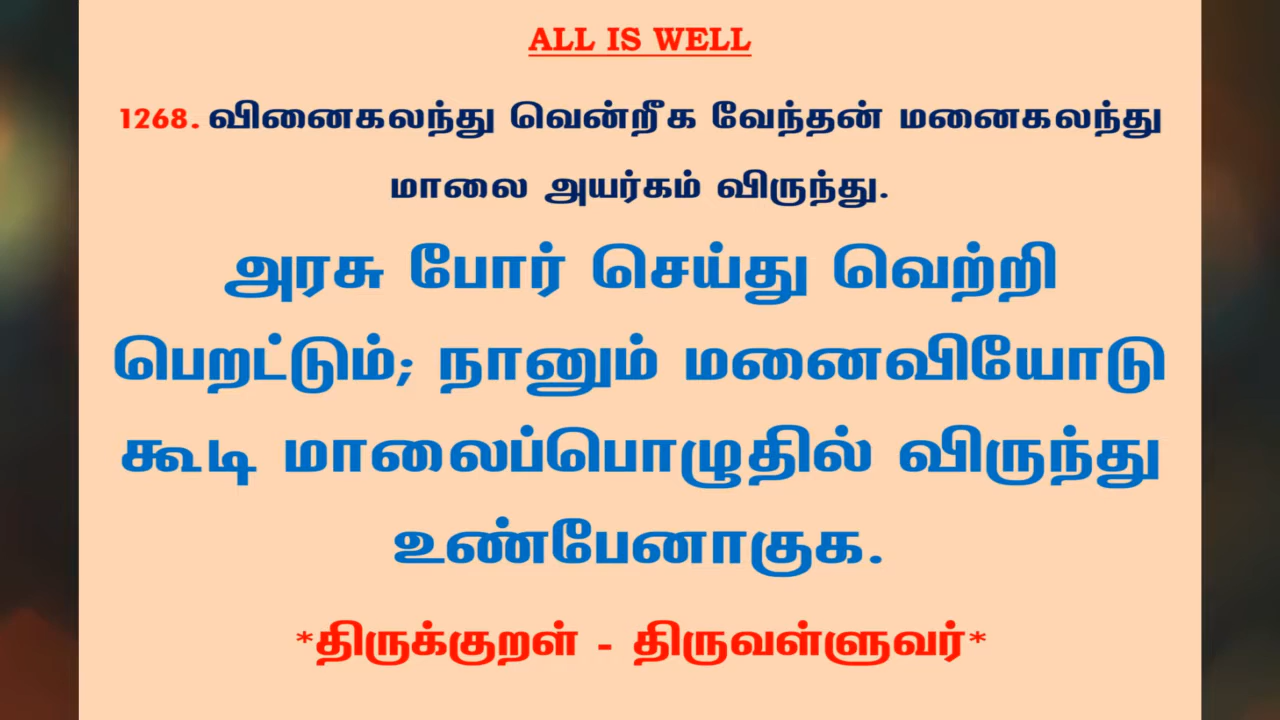 ALL IS WELL
1268. வினைகலந்து வென்றீக வேந்தன் மனைகலந்து
மாலை அயர்கம் விருந்து.
அரசு போர் செய்து வெற்றி
பெறட்டும்; நானும் மனைவியோடு
கூடி மாலைப்பொழுதில் விருந்து
உண்பேனாகுக.
*திருக்குறள் - திருவள்ளுவர்*